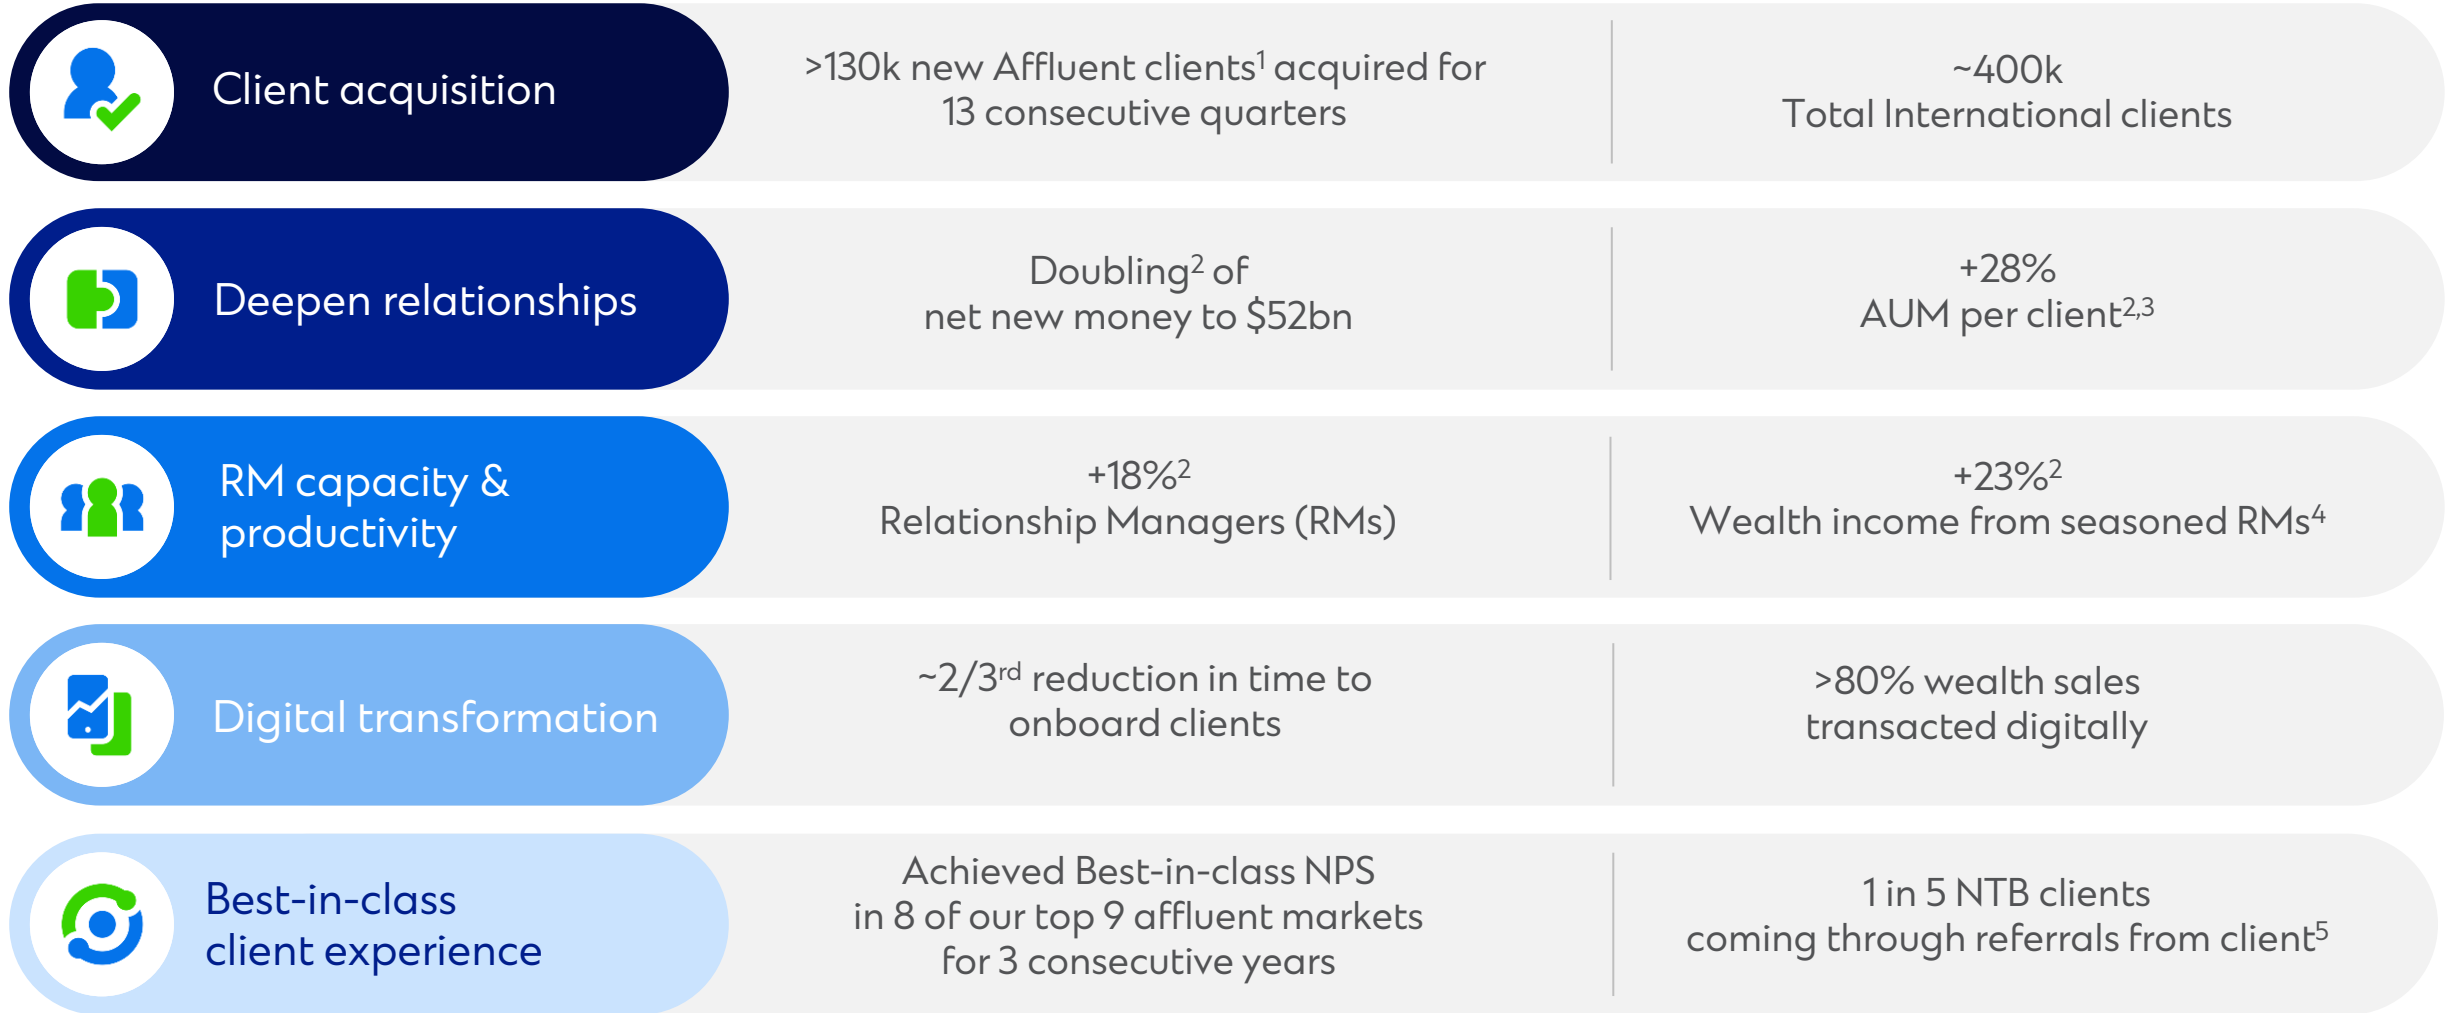 Client acquisition
>130k new Affluent clients¹ acquired for
13 consecutive quarters
~400k
Total International clients
Deepen relationships
Doubling² of
net new money to $52bn
+28%
AUM per client²,³
RM capacity &
productivity
+18%²
Relationship Managers (RMs)
+23%²
Wealth income from seasoned RMs⁴
Digital transformation
~2/3ʳᵈ reduction in time to
onboard clients
>80% wealth sales
transacted digitally
Best-in-class
client experience
Achieved Best-in-class NPS
in 8 of our top 9 affluent markets
for 3 consecutive years
1 in 5 NTB clients
coming through referrals from client⁵